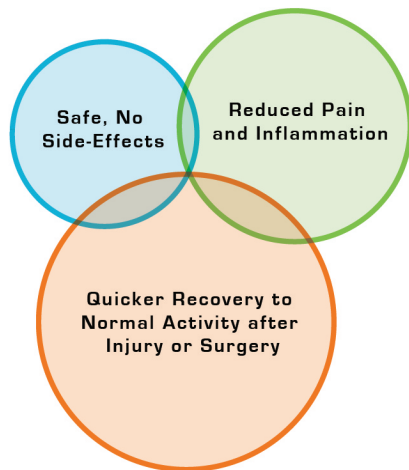 Safe, No
Side-Effects
Reduced Pain
and Inflammation
Quicker Recovery to
Normal Activity after
Injury or Surgery